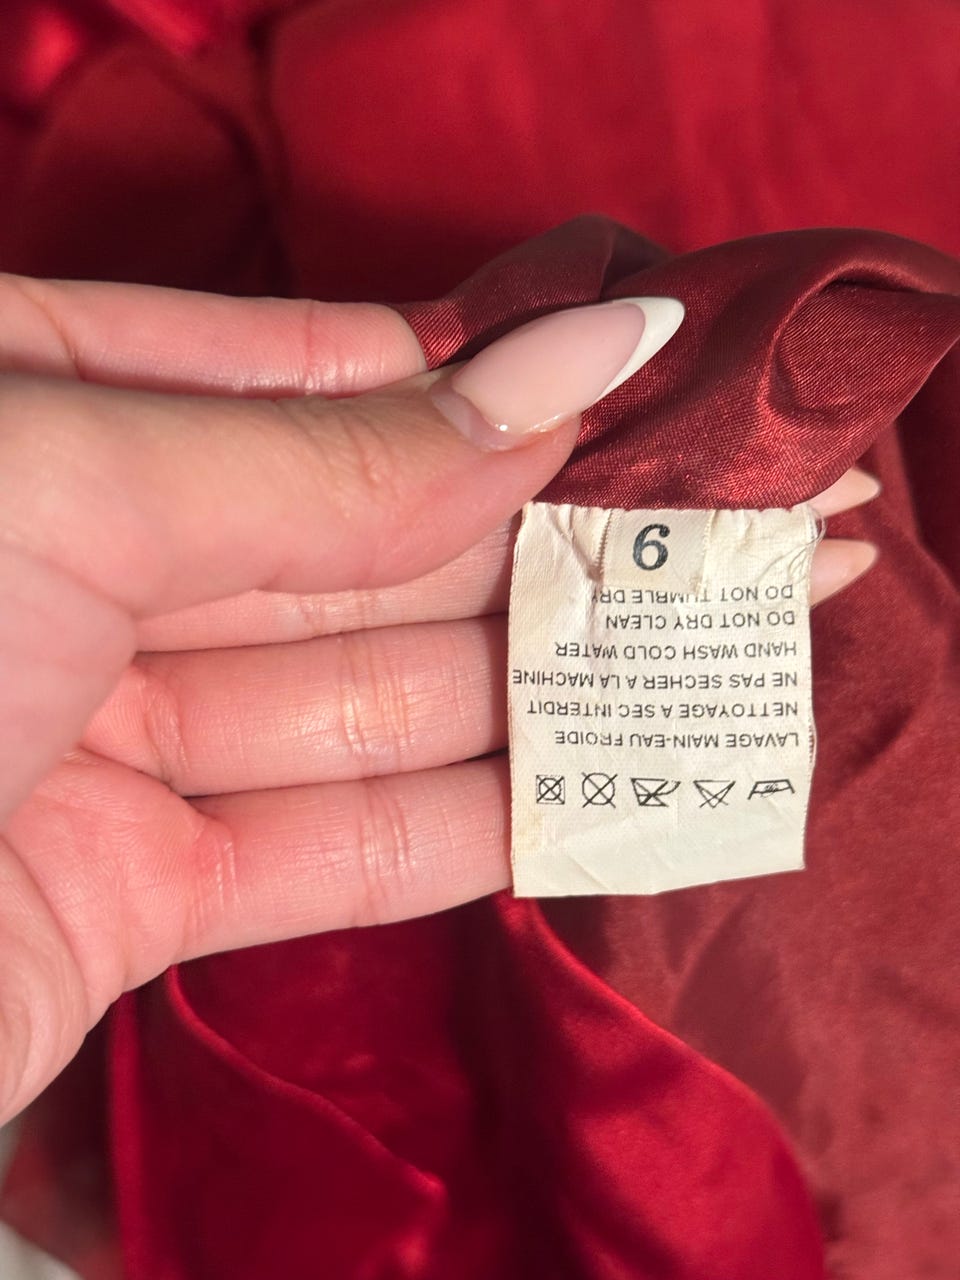 6
LAVAGE MAIN-EAU FROIDE
NETTOYAGE A SEC INTERDIT
NE PAS SECHER A LA MACHINE
HAND WASH COLD WATER
DO NOT DRY CLEAN
DO NOT TUMBLE DRY